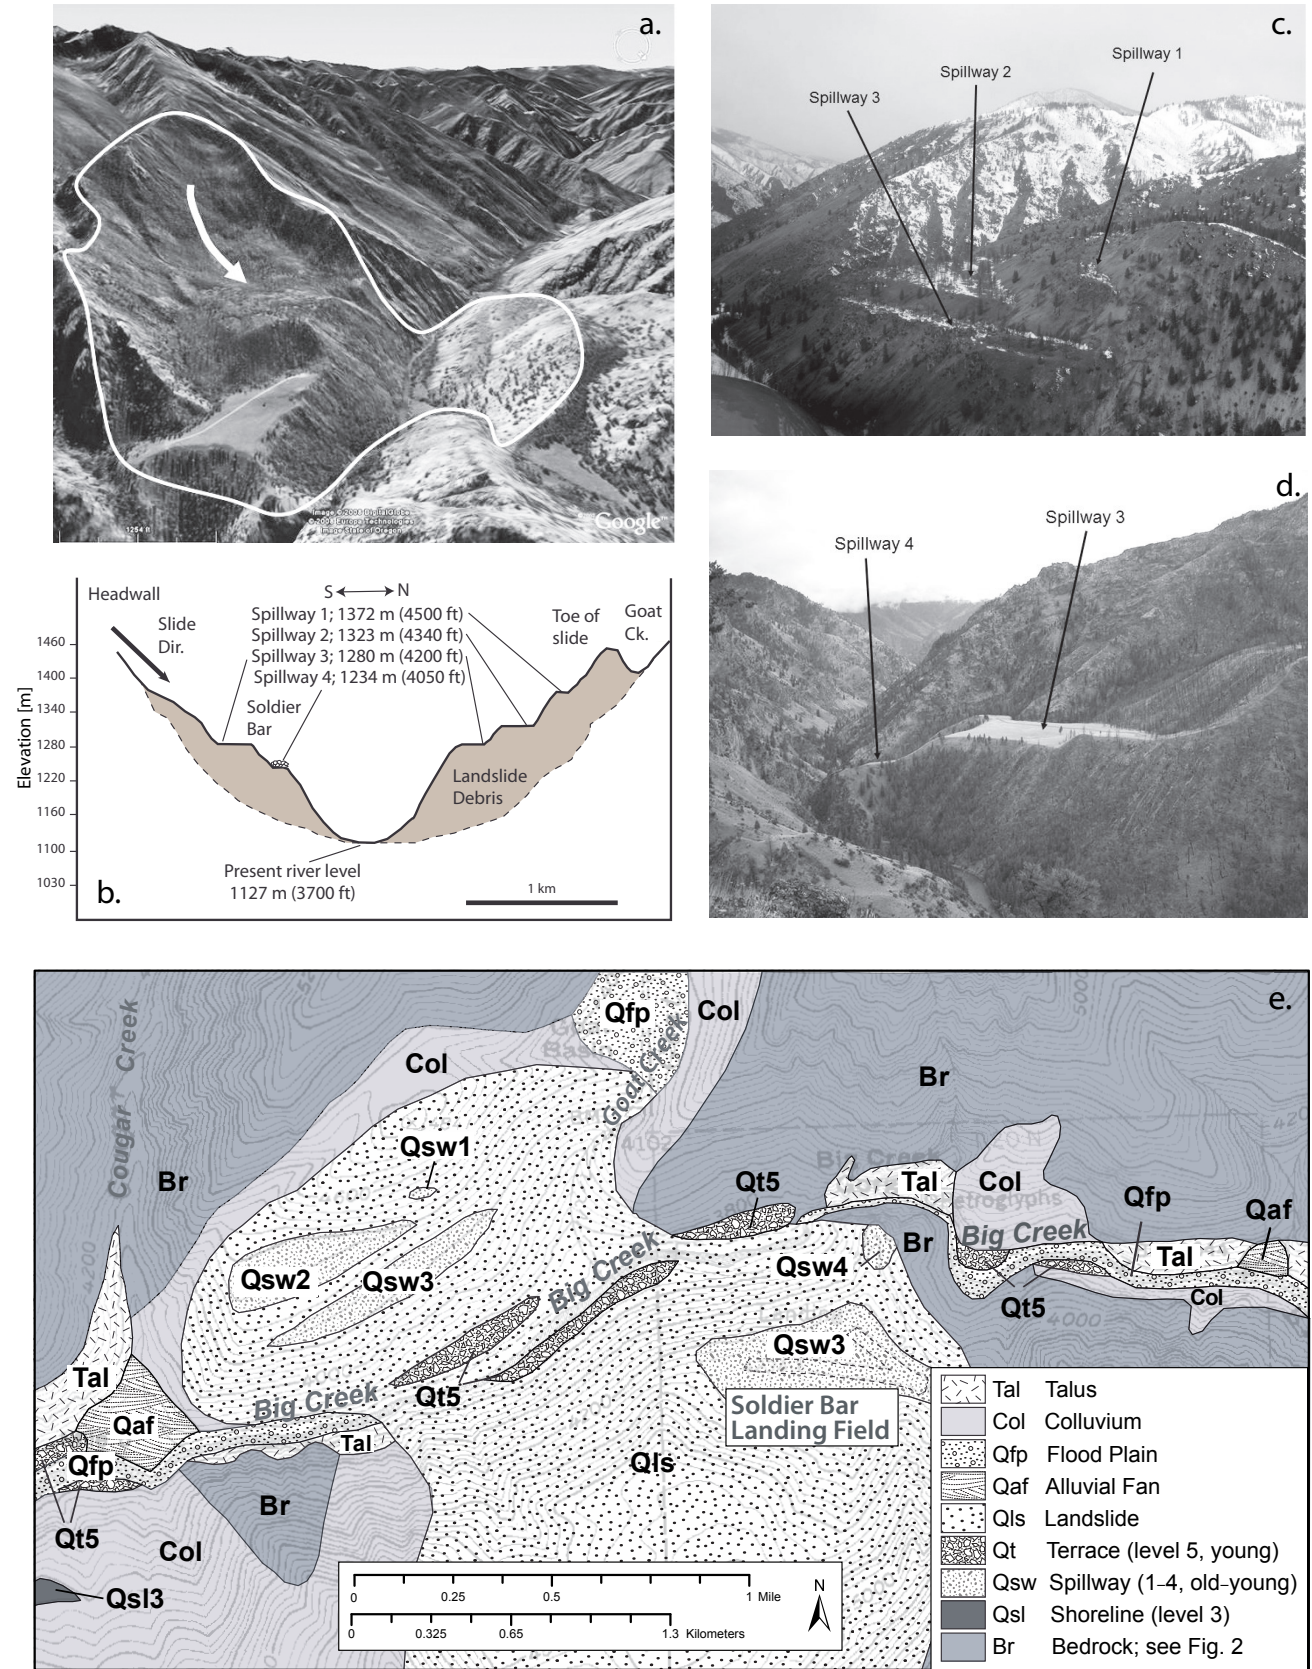 a.
Image © 2008 DigitalGlobe
© 2008 Europa Technologies
Image State of Oregon
1254 ft
Google™
c.
Spillway 1
Spillway 2
Spillway 3
d.
Spillway 3
Spillway 4
b.
Headwall
Slide
Dir.
S N
Spillway 1; 1372 m (4500 ft)
Spillway 2; 1323 m (4340 ft)
Spillway 3; 1280 m (4200 ft)
Spillway 4; 1234 m (4050 ft)
Soldier
Bar
Toe of
slide
Goat
Ck.
Landslide
Debris
Elevation [m]
1460
1400
1340
1280
1220
1160
1100
1030
Present river level
1127 m (3700 ft)
1 km
e.
Cougar Creek
Qfp
Col
Goat Creek
Col
Br
Br
4102
Qsw1
Qsw2
Qsw3
Big Creek
Qt5
Tal
Col
Qfp
Qaf
Big Creek
Br
Qsw4
Tal
Col
Qt5
4000
4200
5000
Qsw3
Soldier Bar
Landing Field
Tal
Qaf
Qfp
Big Creek
Tal
Qt5
Qls
Br
Qt5
Col
Qsl3
0 0.25 0.5 1 Mile
0 0.325 0.65 1.3 Kilometers
N
Tal Talus
Col Colluvium
Qfp Flood Plain
Qaf Alluvial Fan
Qls Landslide
Qt Terrace (level 5, young)
Qsw Spillway (1–4, old–young)
Qsl Shoreline (level 3)
Br Bedrock; see Fig. 2